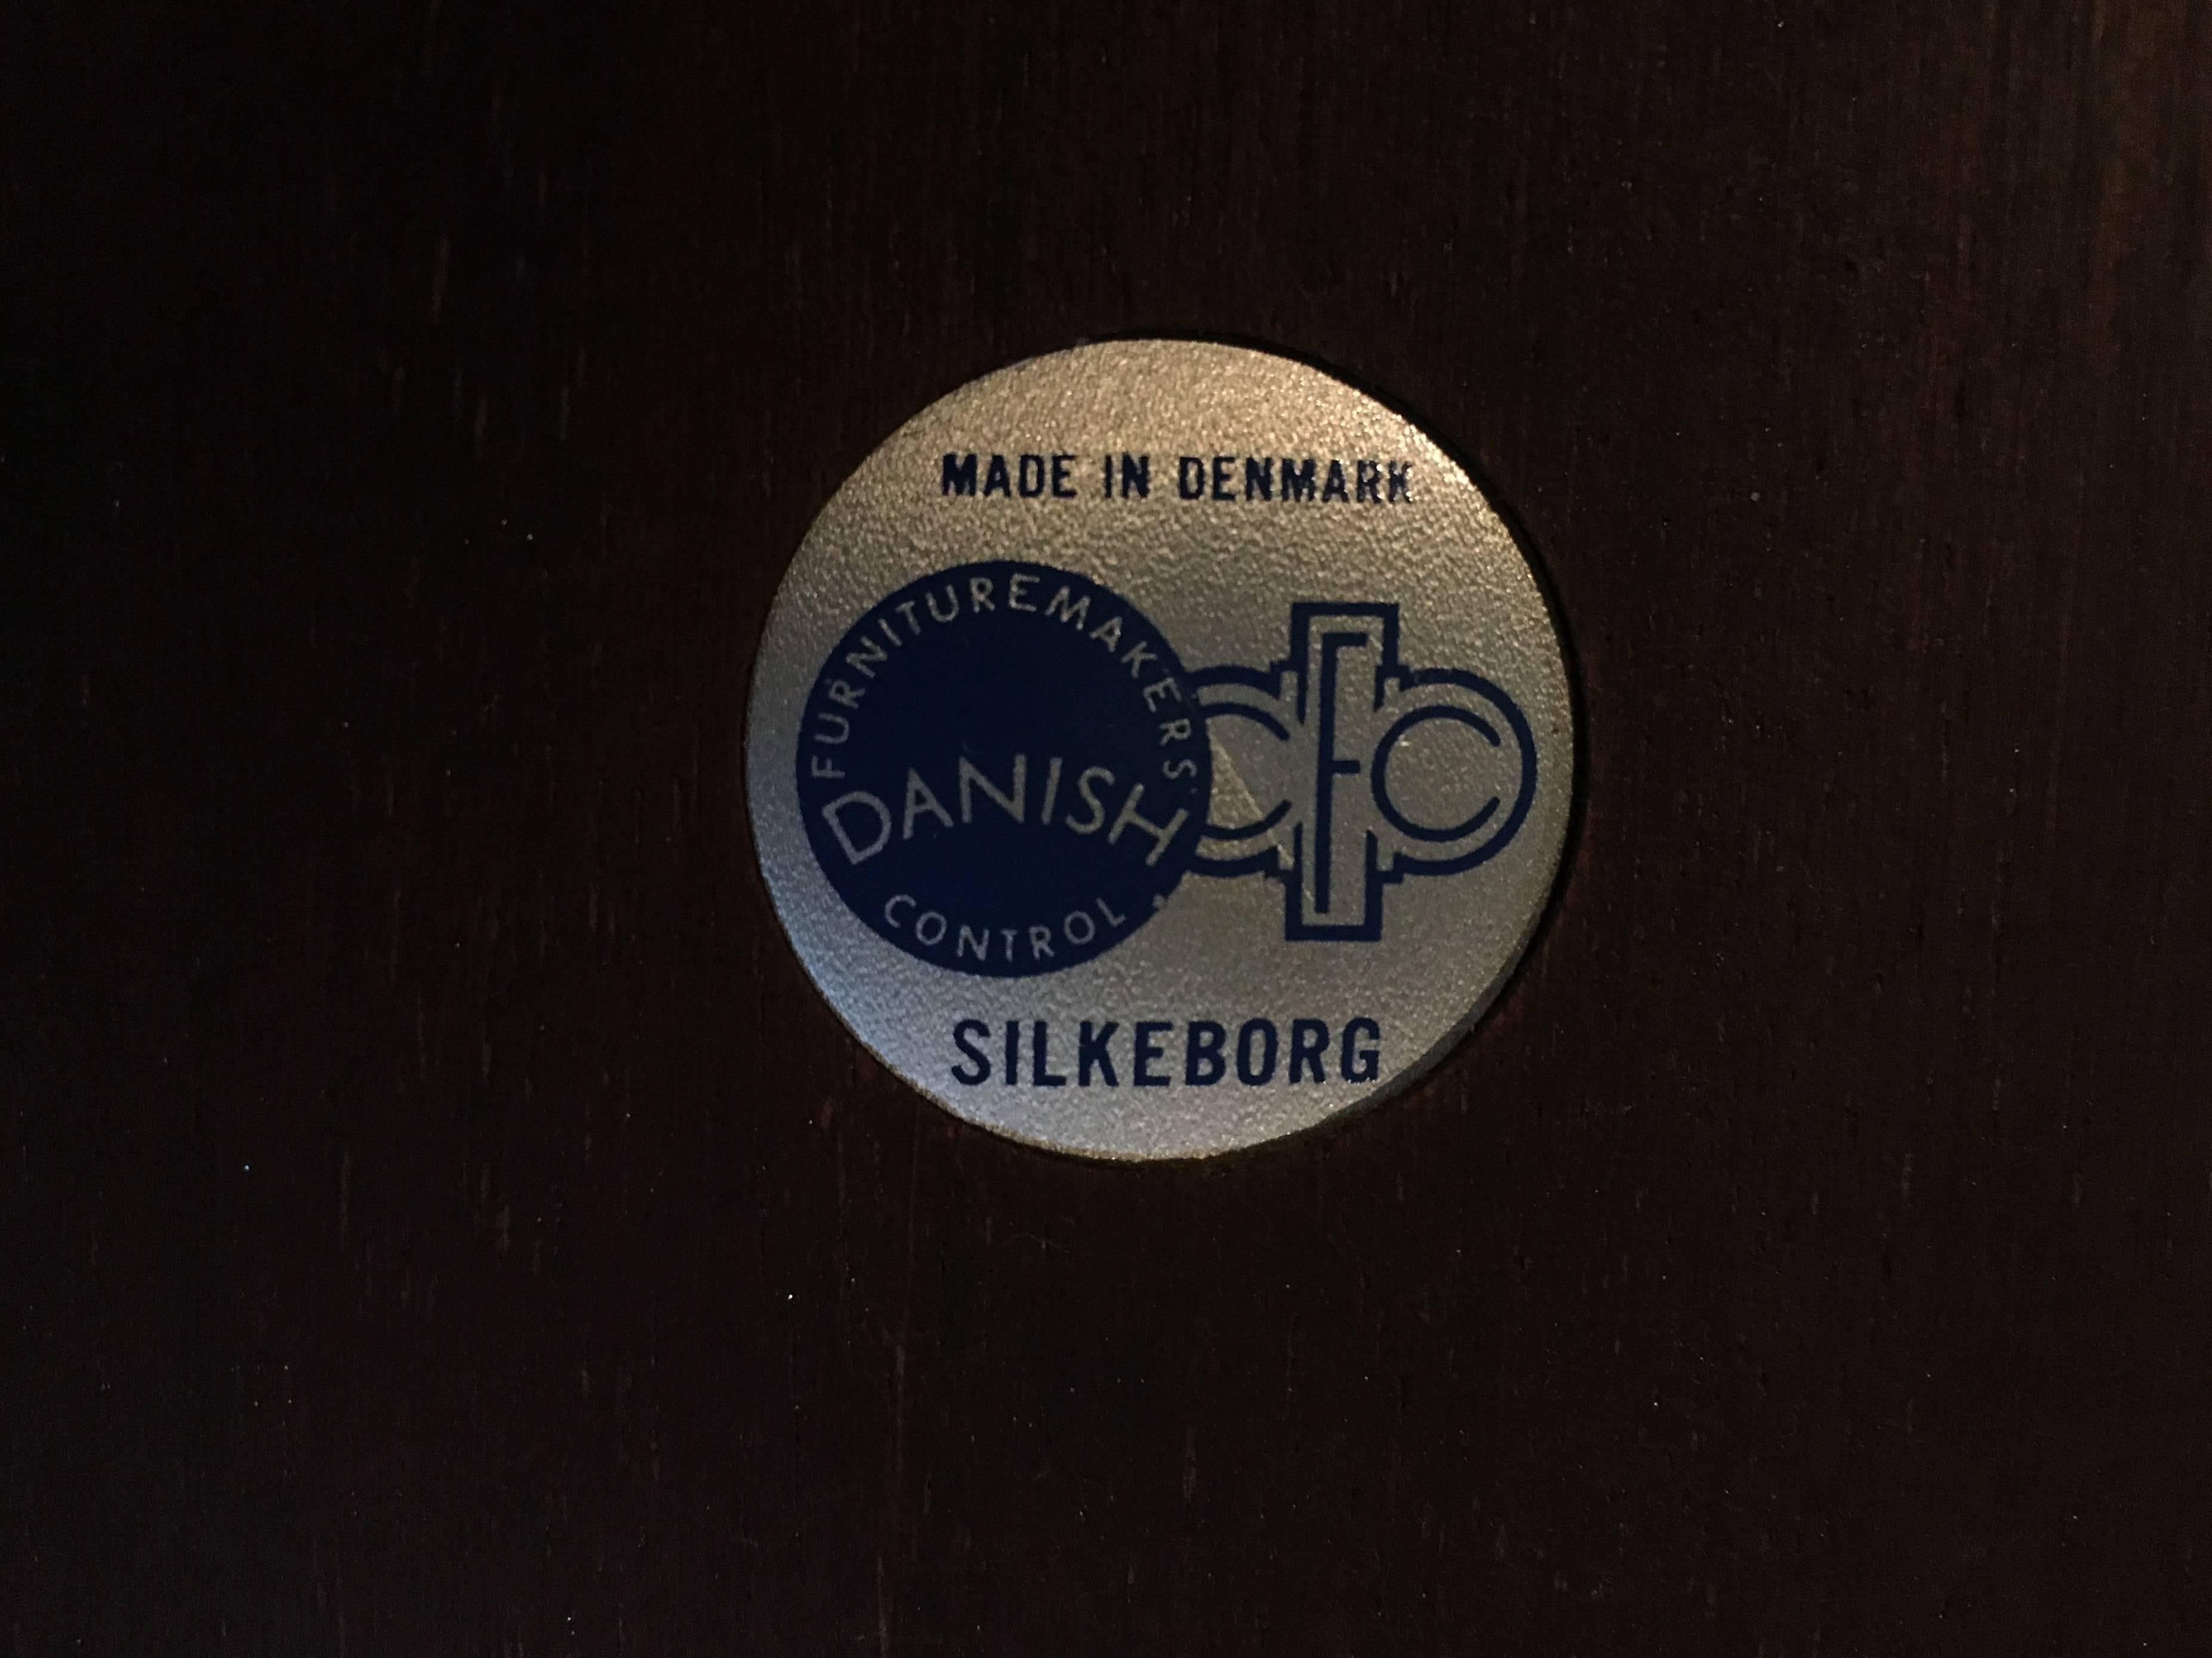 MADE IN DENMARK
FURNITUREMAKERS'
DANISH
CONTROL.
CFC
SILKEBORG